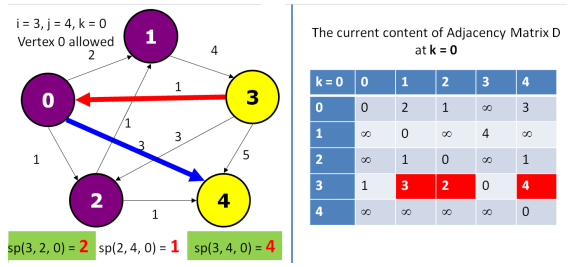 i = 3, j = 4, k = 0
Vertex 0 allowed
2
1
4
1
0
3
1
3
3
1
5
2
4
1
sp(3, 2, 0) = 2 sp(2, 4, 0) = 1 sp(3, 4, 0) = 4
The current content of Adjacency Matrix D
at k = 0
k = 0 0 1 2 3 4
0 0 2 1 ∞ 3
1 ∞ 0 ∞ 4 ∞
2 ∞ 1 0 ∞ 1
3 1 3 2 0 4
4 ∞ ∞ ∞ ∞ 0